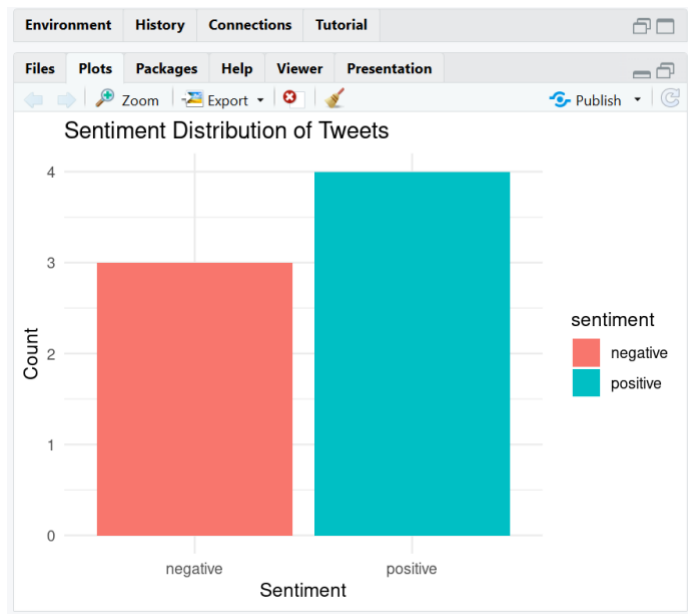 Environment History Connections Tutorial
Files Plots Packages Help Viewer Presentation
Zoom Export Publish
Sentiment Distribution of Tweets
4
3
2
1
0
Count
negative positive
Sentiment
sentiment
negative
positive